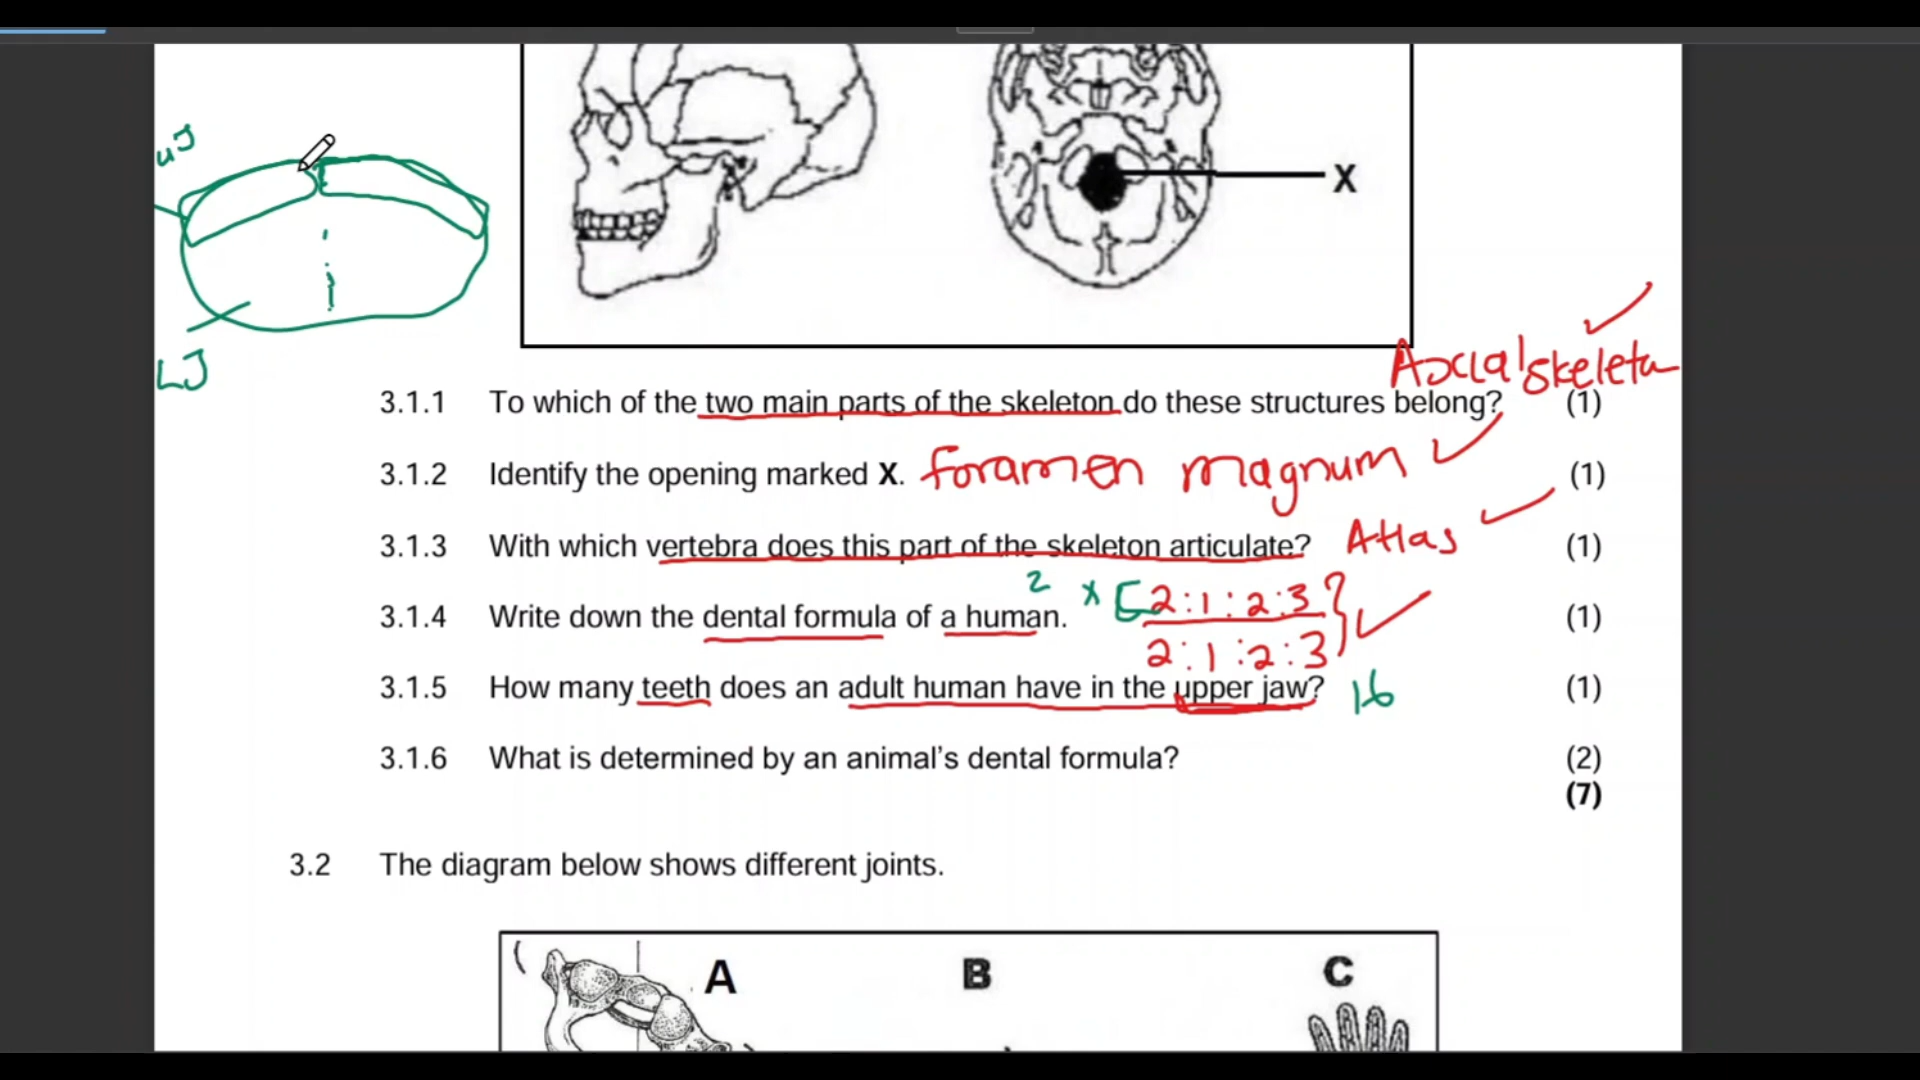 uJ
X
LJ
Axial skeleto
3.1.1 To which of the two main parts of the skeleton do these structures belong? (1)
3.1.2 Identify the opening marked X. foramen magnum (1)
3.1.3 With which vertebra does this part of the skeleton articulate? Atlas (1)
2 x [2:1:2:3
3.1.4 Write down the dental formula of a human. (1)
2:1:2:3
3.1.5 How many teeth does an adult human have in the upper jaw? 16 (1)
3.1.6 What is determined by an animal's dental formula? (2)
(7)
3.2 The diagram below shows different joints.
A B C